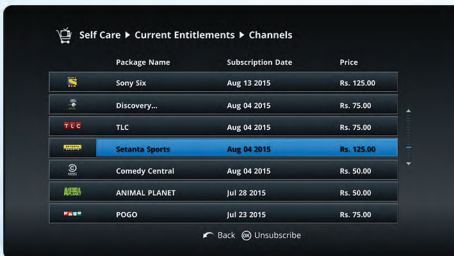 Self Care ▶ Current Entitlements ▶ Channels
Package Name Subscription Date Price
Sony Six Aug 13 2015 Rs. 125.00
Discovery... Aug 04 2015 Rs. 75.00
TLC TLC Aug 04 2015 Rs. 75.00
Setanta Sports Aug 04 2015 Rs. 125.00
Comedy Central Aug 04 2015 Rs. 50.00
ANIMAL PLANET ANIMAL PLANET Jul 28 2015 Rs. 50.00
POGO Jul 23 2015 Rs. 75.00
Back OK Unsubscribe